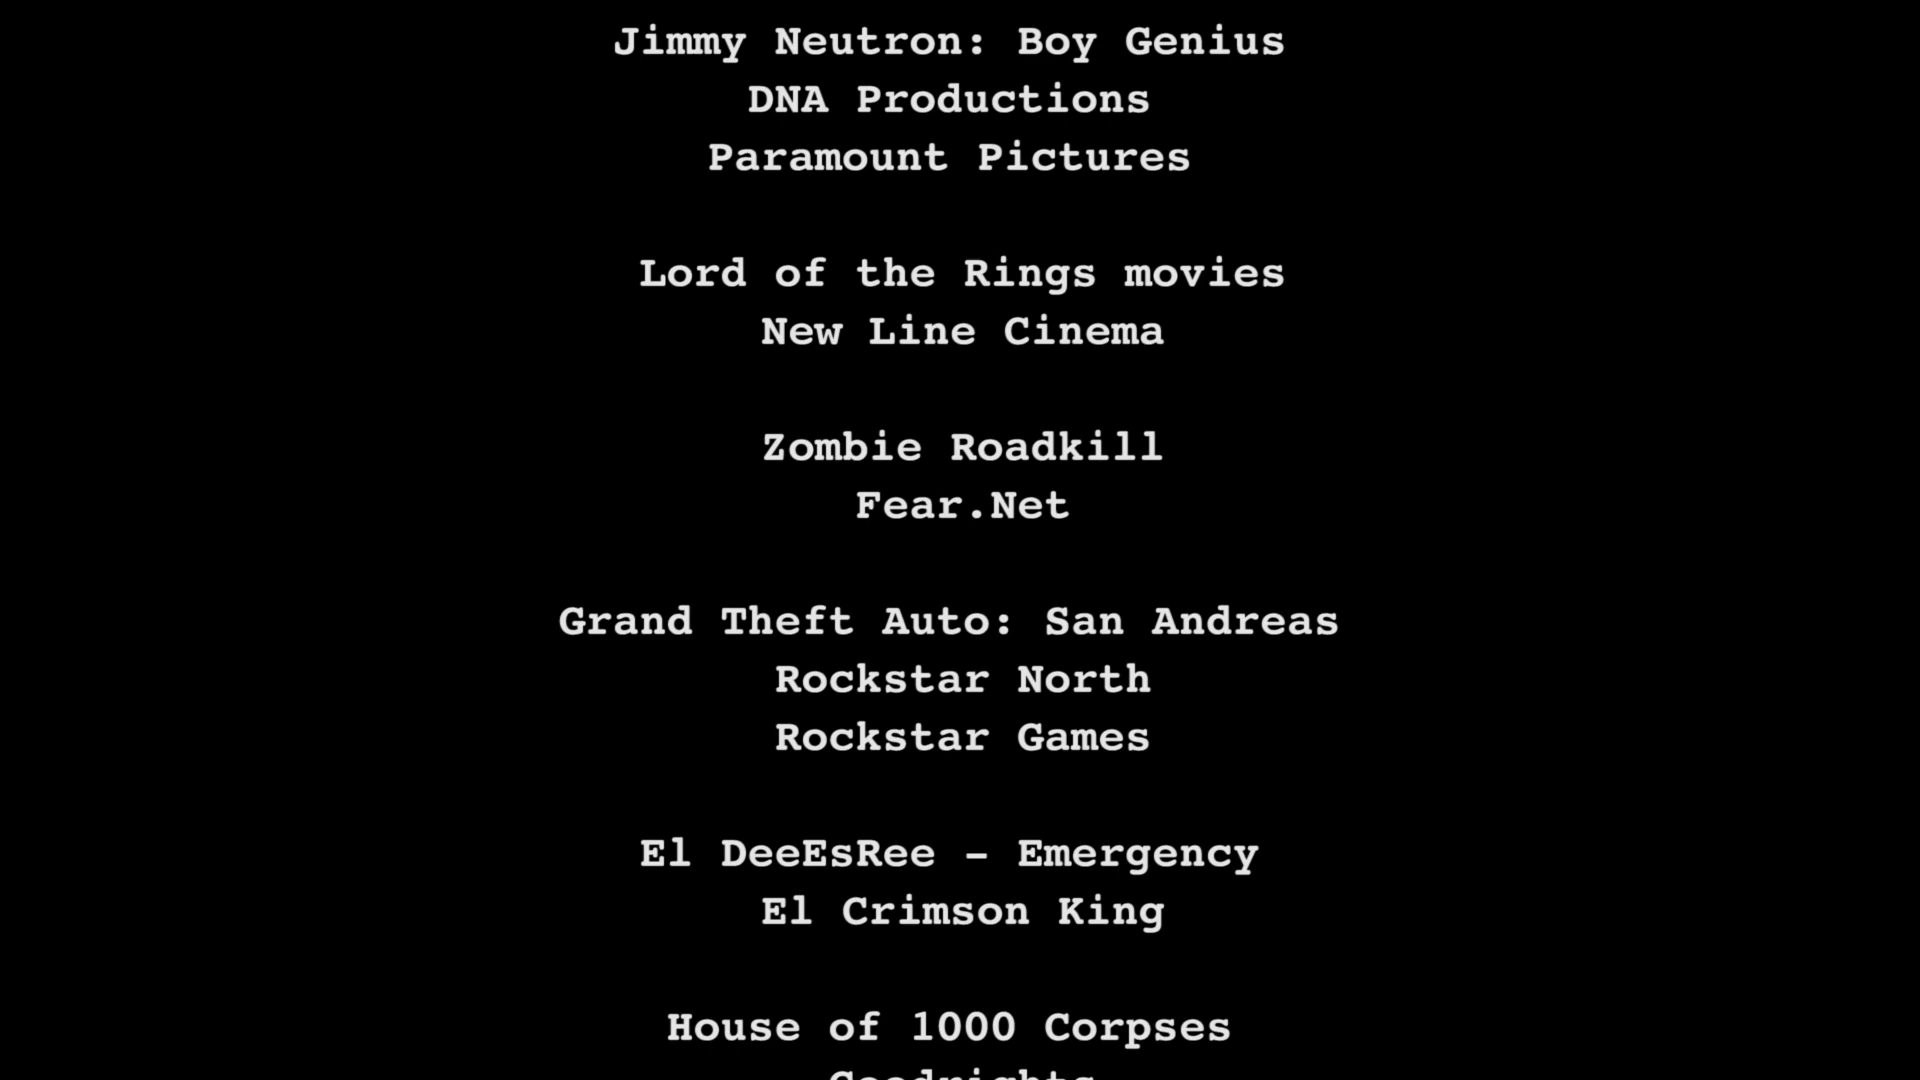 Jimmy Neutron: Boy Genius
DNA Productions
Paramount Pictures
Lord of the Rings movies
New Line Cinema
Zombie Roadkill
Fear.Net
Grand Theft Auto: San Andreas
Rockstar North
Rockstar Games
El DeeEsRee - Emergency
El Crimson King
House of 1000 Corpses